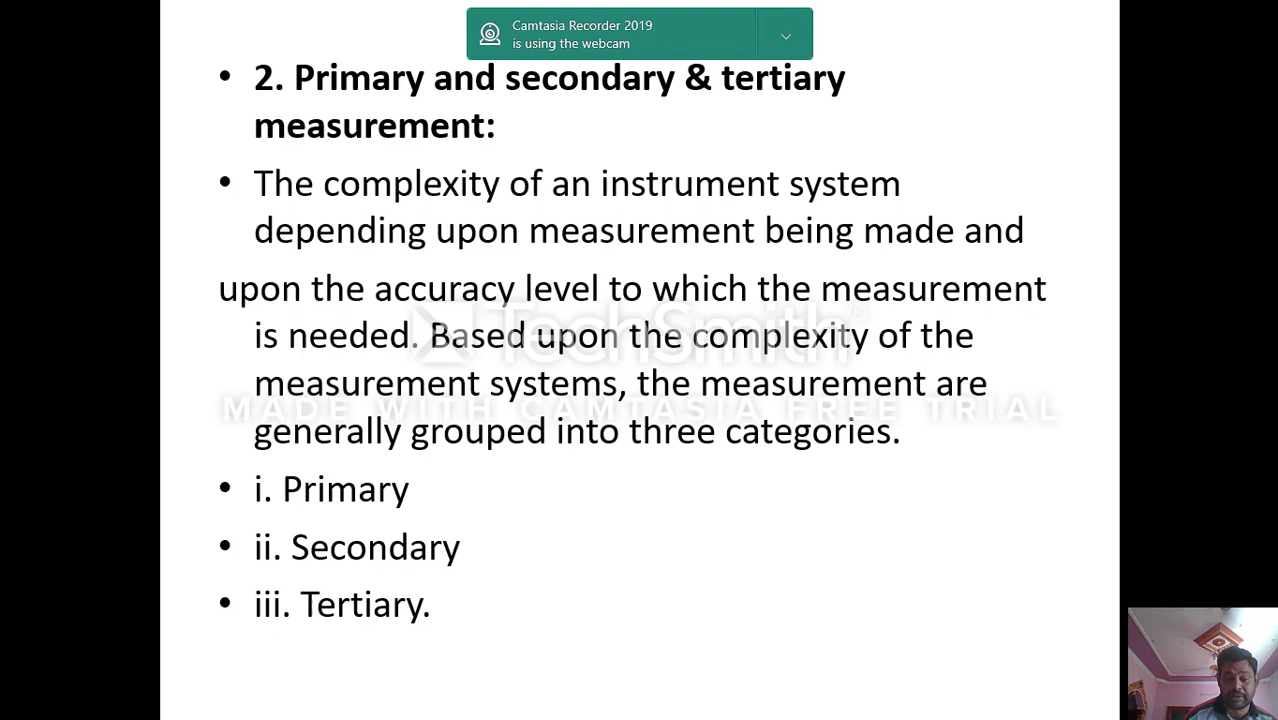 Camtasia Recorder 2019
is using the webcam
• 2. Primary and secondary & tertiary
measurement:
• The complexity of an instrument system
depending upon measurement being made and
upon the accuracy level to which the measurement
is needed. Based upon the complexity of the
measurement systems, the measurement are
generally grouped into three categories.
• i. Primary
• ii. Secondary
• iii. Tertiary.
TechSmith
MADE WITH CAMTASIA FREE TRIAL